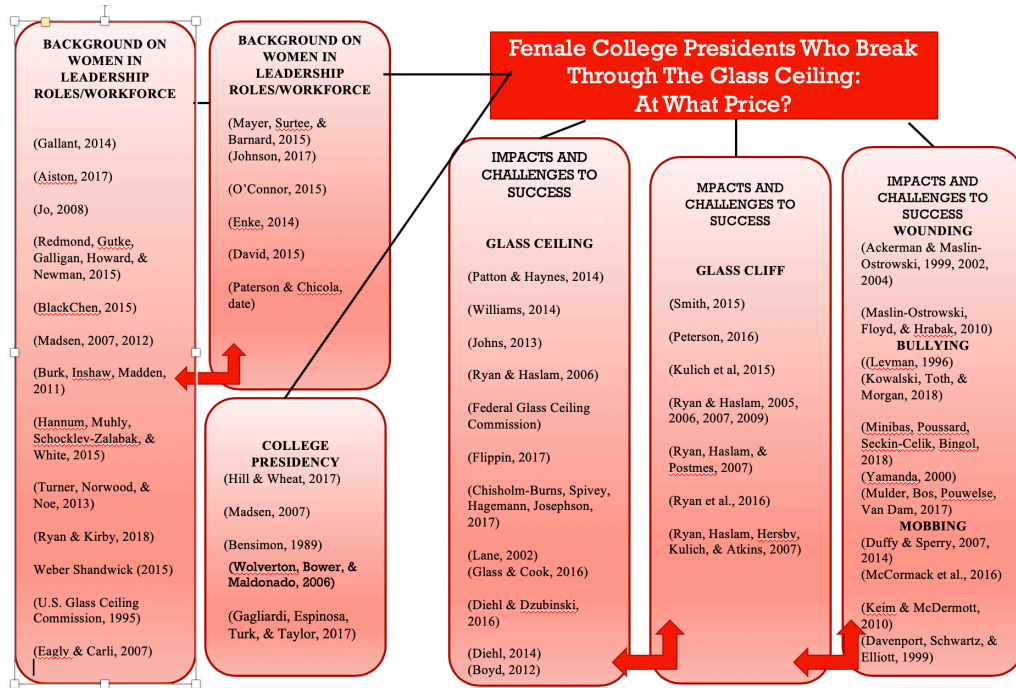 BACKGROUND ON
WOMEN IN
LEADERSHIP
ROLES/WORKFORCE
(Gallant, 2014)
(Aiston, 2017)
(Jo, 2008)
(Redmond, Gutke,
Galligan, Howard, &
Newman, 2015)
(BlackChen, 2015)
(Madsen, 2007, 2012)
(Burk, Inshaw, Madden,
2011)
(Hannum, Muhly,
Schocklev-Zalabak, &
White, 2015)
(Turner, Norwood, &
Noe, 2013)
(Ryan & Kirby, 2018)
Weber Shandwick (2015)
(U.S. Glass Ceiling
Commission, 1995)
(Eagly & Carli, 2007)
BACKGROUND ON
WOMEN IN
LEADERSHIP
ROLES/WORKFORCE
(Mayer, Surtee, &
Barnard, 2015)
(Johnson, 2017)
(O'Connor, 2015)
(Enke, 2014)
(David, 2015)
(Paterson & Chicola,
date)
COLLEGE
PRESIDENCY
(Hill & Wheat, 2017)
(Madsen, 2007)
(Bensimon, 1989)
(Wolverton, Bower, &
Maldonado, 2006)
(Gagliardi, Espinosa,
Turk, & Taylor, 2017)
Female College Presidents Who Break
Through The Glass Ceiling:
At What Price?
IMPACTS AND
CHALLENGES TO
SUCCESS
GLASS CEILING
(Patton & Haynes, 2014)
(Williams, 2014)
(Johns, 2013)
(Ryan & Haslam, 2006)
(Federal Glass Ceiling
Commission)
(Flippin, 2017)
(Chisholm-Burns, Spivey,
Hagemann, Josephson,
2017)
(Lane, 2002)
(Glass & Cook, 2016)
(Diehl & Dzubinski,
2016)
(Diehl, 2014)
(Boyd, 2012)
MPACTS AND
CHALLENGES TO
SUCCESS
GLASS CLIFF
(Smith, 2015)
(Peterson, 2016)
(Kulich et al, 2015)
(Ryan & Haslam, 2005,
2006, 2007, 2009)
(Ryan, Haslam, &
Postmes, 2007)
(Ryan et al., 2016)
(Ryan, Haslam, Hersby,
Kulich, & Atkins, 2007)
IMPACTS AND
CHALLENGES TO
SUCCESS
WOUNDING
(Ackerman & Maslin-
Ostrowski, 1999, 2002,
2004)
(Maslin-Ostrowski,
Floyd, & Hrabak, 2010)
BULLYING
((Levman, 1996)
(Kowalski, Toth, &
Morgan, 2018)
(Minibas, Poussard,
Seckin-Celik, Bingol,
2018)
(Yamanda, 2000)
(Mulder, Bos, Pouwelse,
Van Dam, 2017)
MOBBING
(Duffy & Sperry, 2007,
2014)
(McCormack et al., 2016)
(Keim & McDermott,
2010)
(Davenport, Schwartz, &
Elliott, 1999)